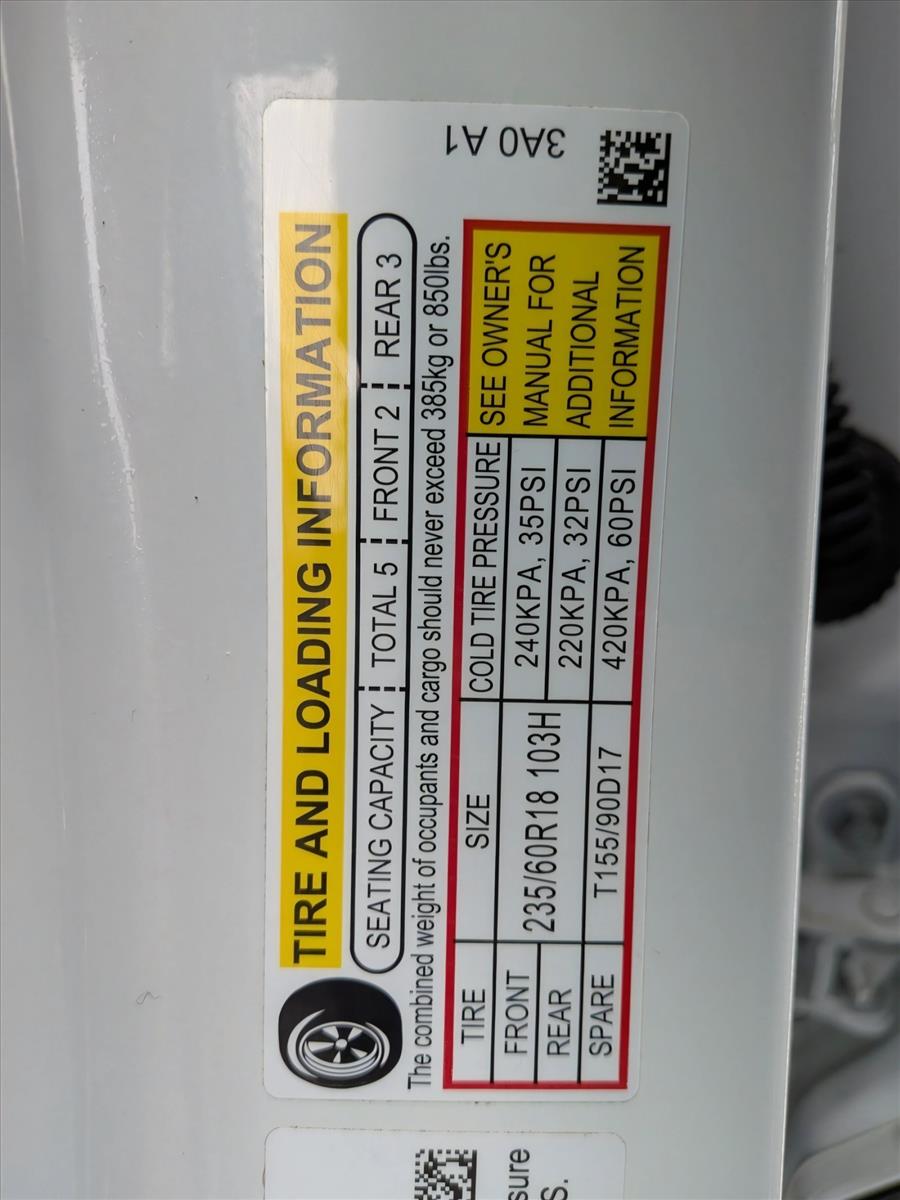 TIRE AND LOADING INFORMATION
SEATING CAPACITY TOTAL 5 FRONT 2 REAR 3
The combined weight of occupants and cargo should never exceed 385kg or 850lbs.
TIRE SIZE COLD TIRE PRESSURE SEE OWNER'S
FRONT 235/60R18 103H 240KPA, 35PSI MANUAL FOR
REAR 220KPA, 32PSI ADDITIONAL
SPARE T155/90D17 420KPA, 60PSI INFORMATION
3A0 A1
sure
S.